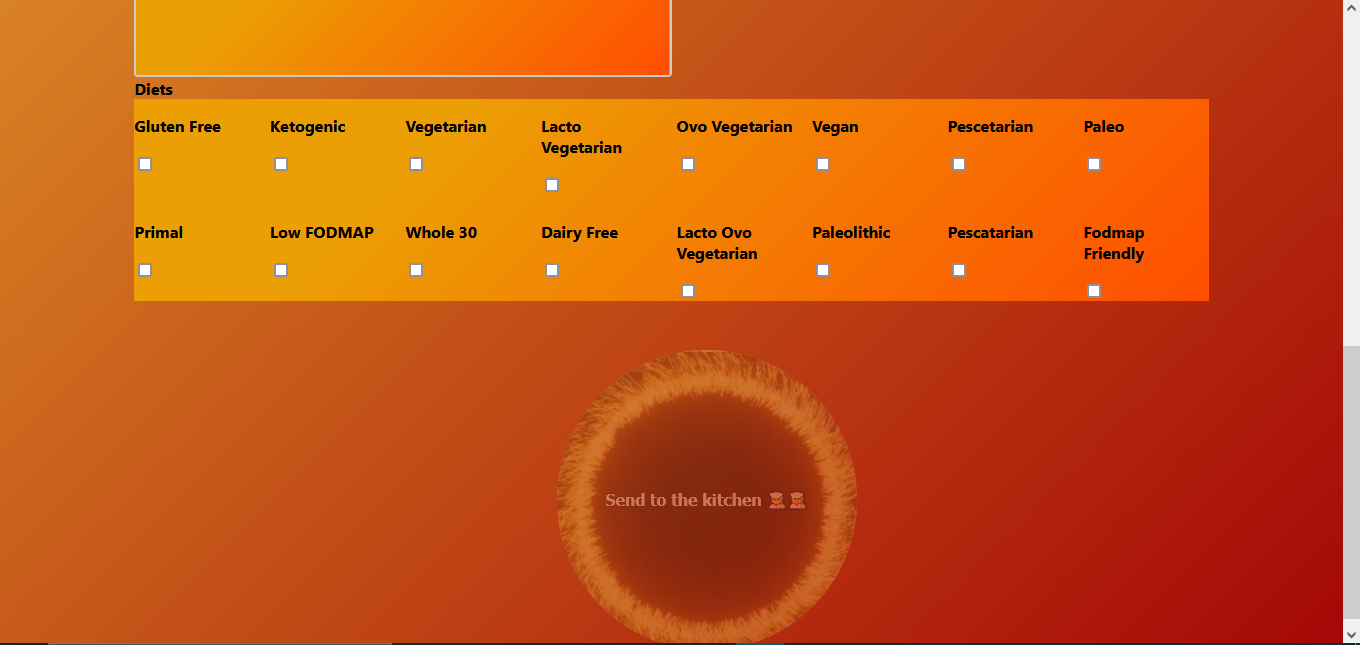 Diets
Gluten Free Ketogenic Vegetarian Lacto Vegetarian Ovo Vegetarian Vegan Pescetarian Paleo
Primal Low FODMAP Whole 30 Dairy Free Lacto Ovo Vegetarian Paleolithic Pescatarian Fodmap Friendly
Send to the kitchen